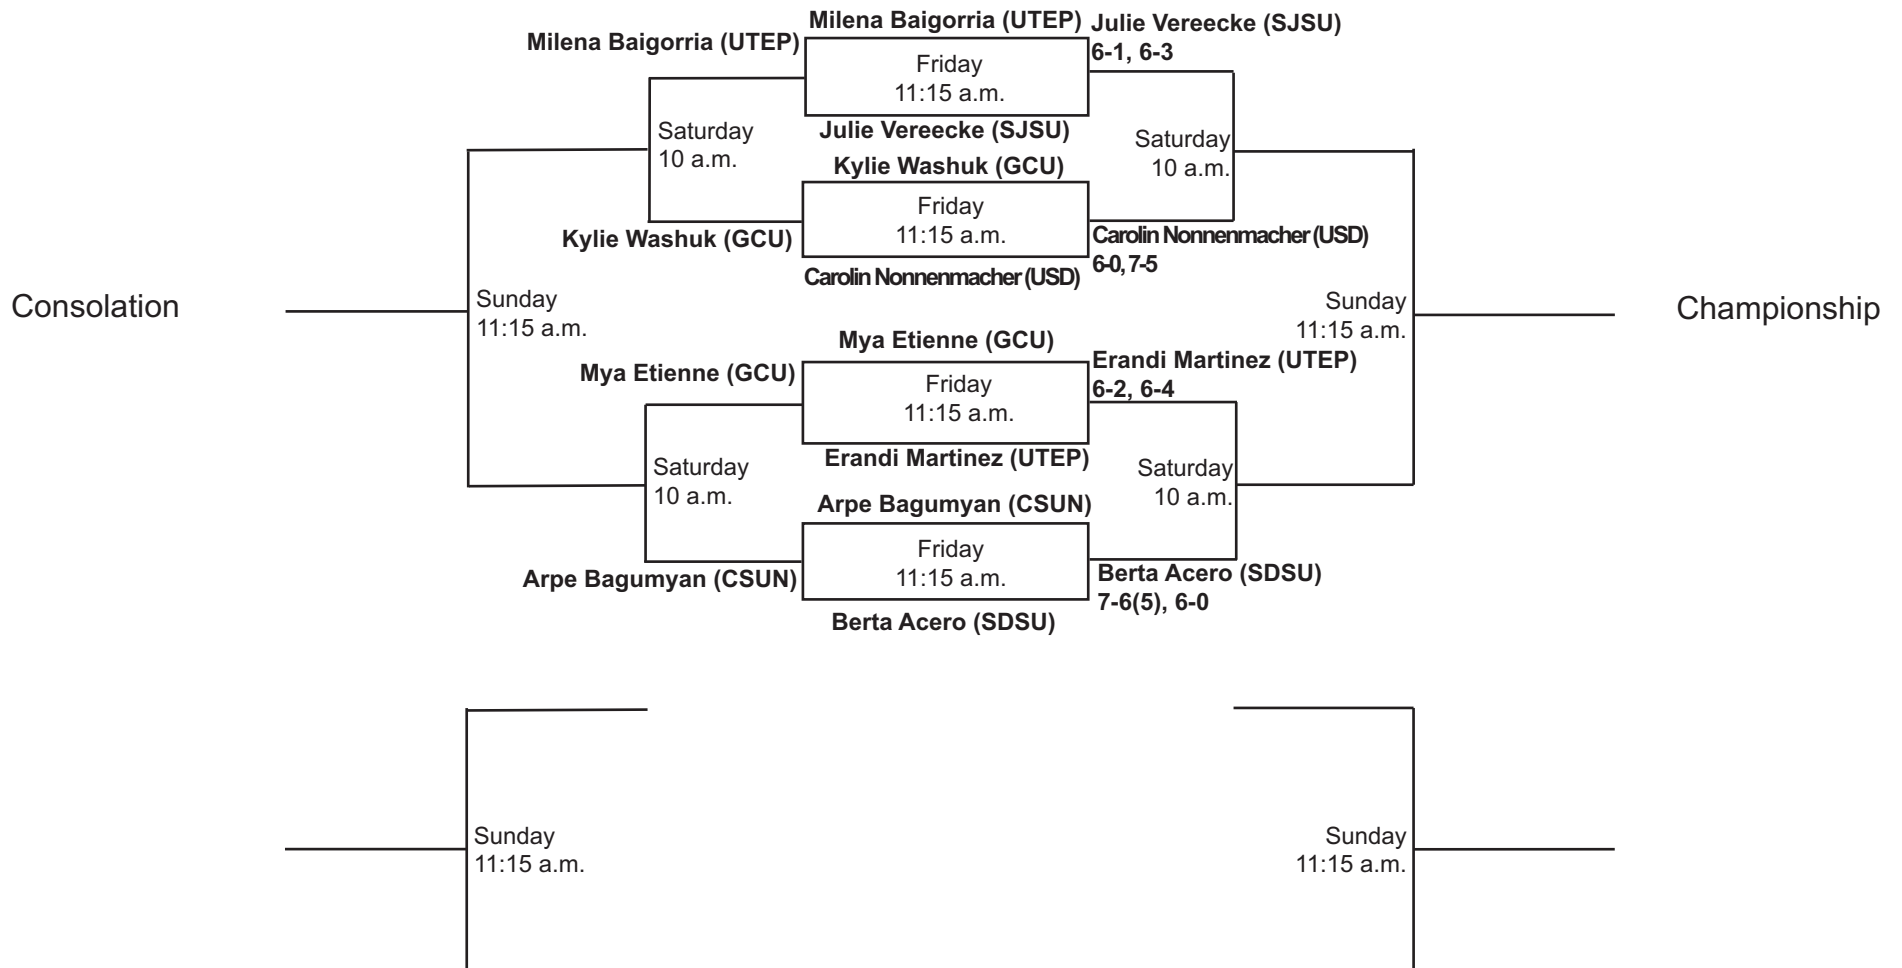 Milena Baigorria (UTEP)
Julie Vereecke (SJSU)
Milena Baigorria (UTEP)
6-1, 6-3
Friday
11:15 a.m.
Saturday
10 a.m.
Julie Vereecke (SJSU)
Saturday
10 a.m.
Kylie Washuk (GCU)
Friday
11:15 a.m.
Kylie Washuk (GCU)
Carolin Nonnenmacher (USD)
6-0, 7-5
Carolin Nonnenmacher (USD)
Consolation
Sunday
11:15 a.m.
Sunday
11:15 a.m.
Championship
Mya Etienne (GCU)
Mya Etienne (GCU)
Erandi Martinez (UTEP)
6-2, 6-4
Friday
11:15 a.m.
Erandi Martinez (UTEP)
Saturday
10 a.m.
Saturday
10 a.m.
Arpe Bagumyan (CSUN)
Friday
11:15 a.m.
Arpe Bagumyan (CSUN)
Berta Acero (SDSU)
7-6(5), 6-0
Berta Acero (SDSU)
Sunday
11:15 a.m.
Sunday
11:15 a.m.